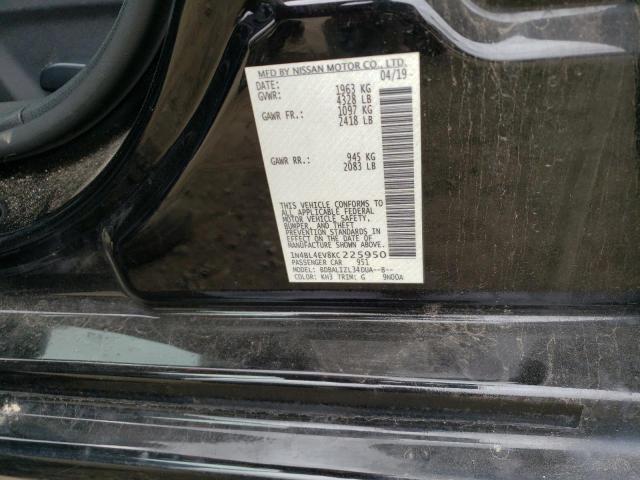 MFD BY NISSAN MOTOR CO., LTD.
DATE: 04/19
GVWR: 1963 KG
4328 LB
GAWR FR.: 1097 KG
2418 LB
GAWR RR.: 945 KG
2083 LB
THIS VEHICLE CONFORMS TO
ALL APPLICABLE FEDERAL
MOTOR VEHICLE SAFETY,
BUMPER, AND THEFT
PREVENTION STANDARDS IN
EFFECT ON THE DATE OF
MANUFACTURE SHOWN ABOVE.
1N4BL4EV8KC225950
PASSENGER CAR 951
MODEL: BDBALIZL34DUA--B--
COLOR: KH3 TRIM: G 9N00A